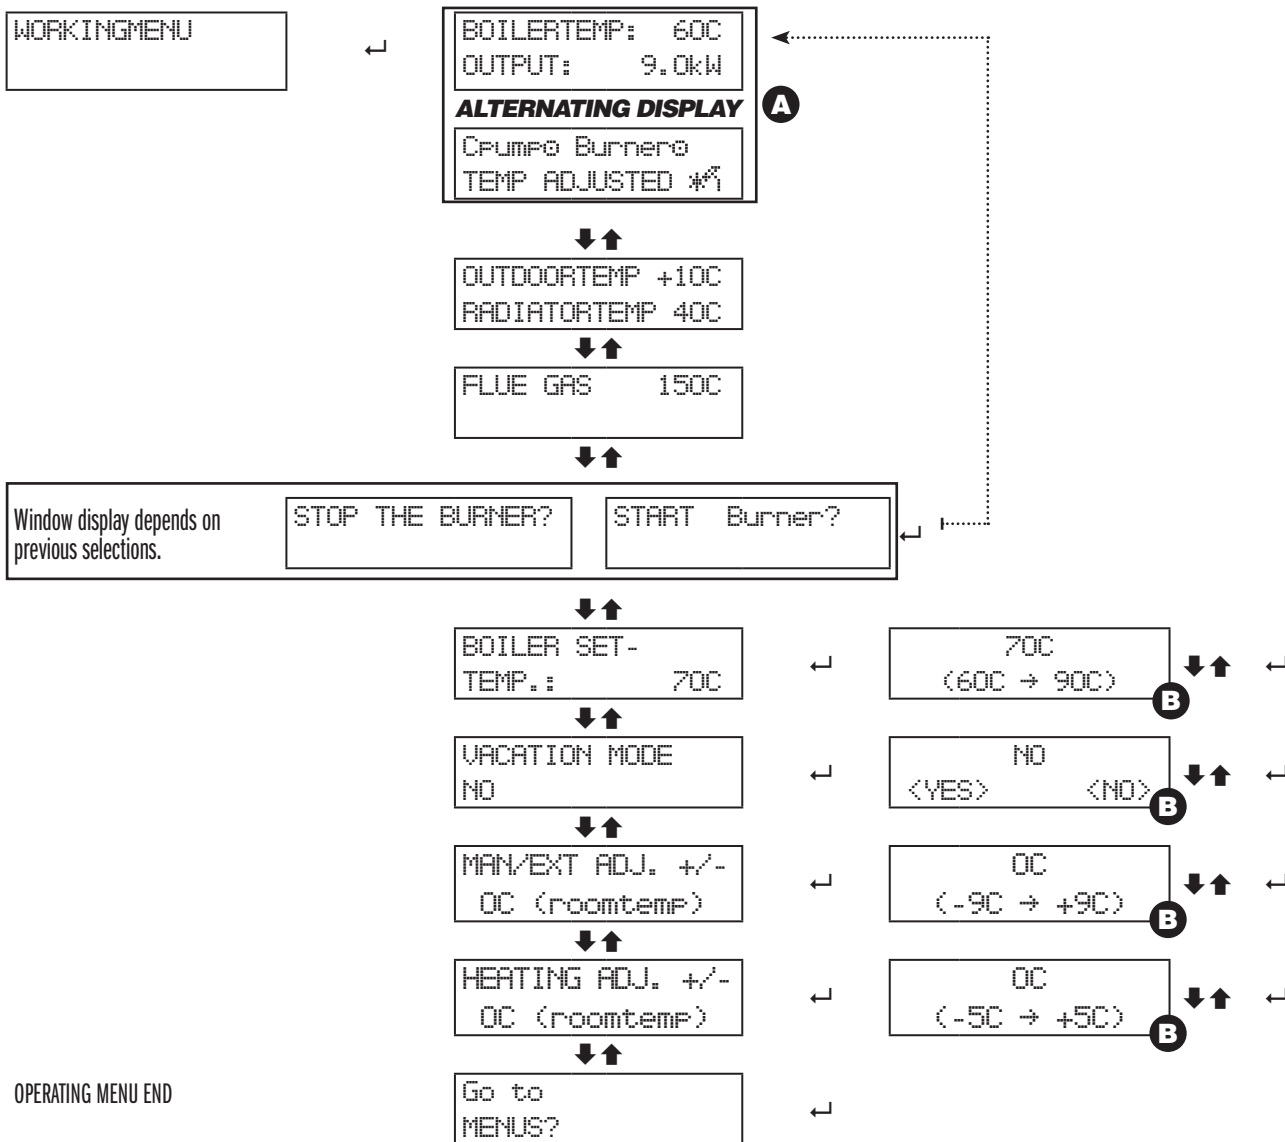 WORKINGMENU
↵
BOILERTEMP: 60C
OUTPUT: 9.0kW
ALTERNATING DISPLAY A
Cpump⊙ Burner⊙
TEMP ADJUSTED
OUTDOORTEMP +10C
RADIATORTEMP 40C
FLUE GAS 150C
Window display depends on
previous selections.
STOP THE BURNER?
START Burner?
↵
BOILER SET-
TEMP.: 70C
↵
70C
(60C → 90C)
B
↵
VACATION MODE
NO
↵
NO
<YES> <NO>
B
↵
MAN/EXT ADJ. +/-
0C (roomtemp)
↵
0C
(-9C → +9C)
B
↵
HEATING ADJ. +/-
0C (roomtemp)
↵
0C
(-5C → +5C)
B
↵
OPERATING MENU END
Go to
MENUS?
↵